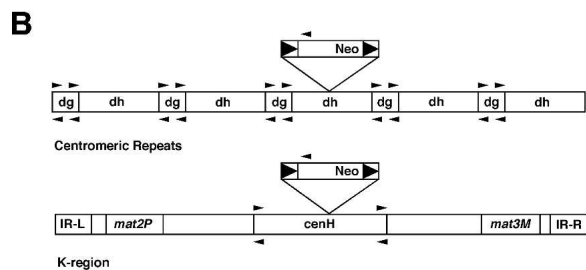 B
Neo
dg dh dg dh dg dh dg dh dg dh
Centromeric Repeats
Neo
IR-L mat2P cenH mat3M IR-R
K-region